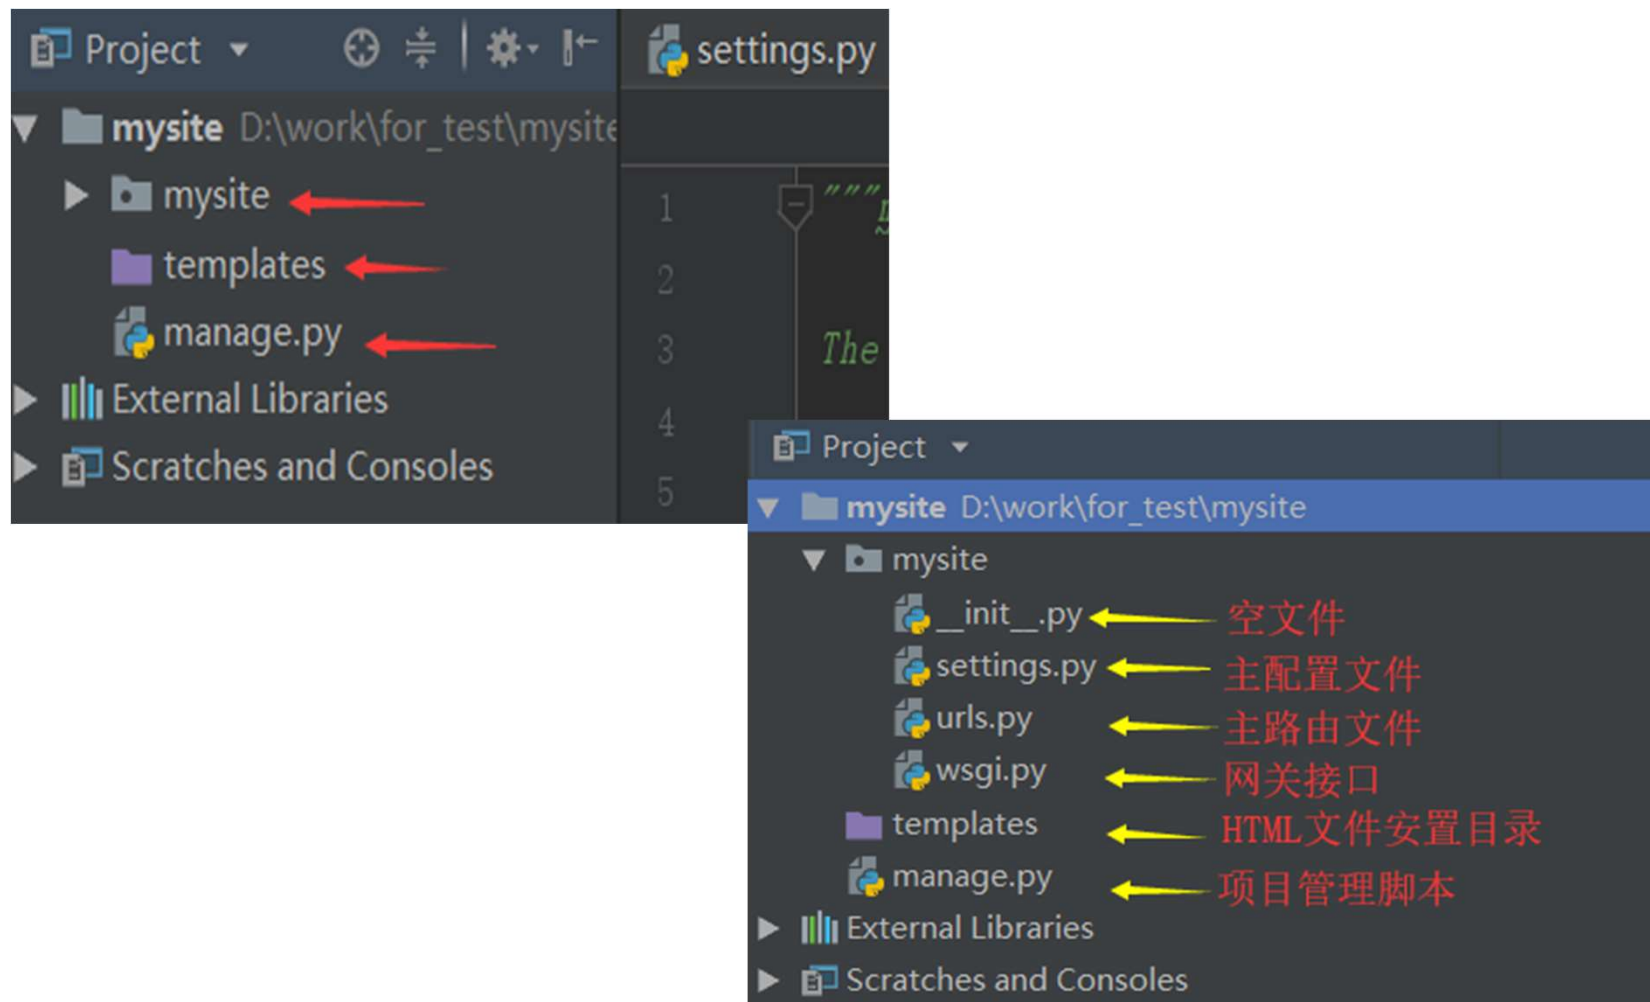 Project
settings.py
mysite D:\work\for_test\mysite
mysite
templates
manage.py
External Libraries
Scratches and Consoles
1 """
2
3 The
4
5
Project
mysite D:\work\for_test\mysite
mysite
__init__.py 空文件
settings.py 主配置文件
urls.py 主路由文件
wsgi.py 网关接口
templates HTML文件安置目录
manage.py 项目管理脚本
External Libraries
Scratches and Consoles